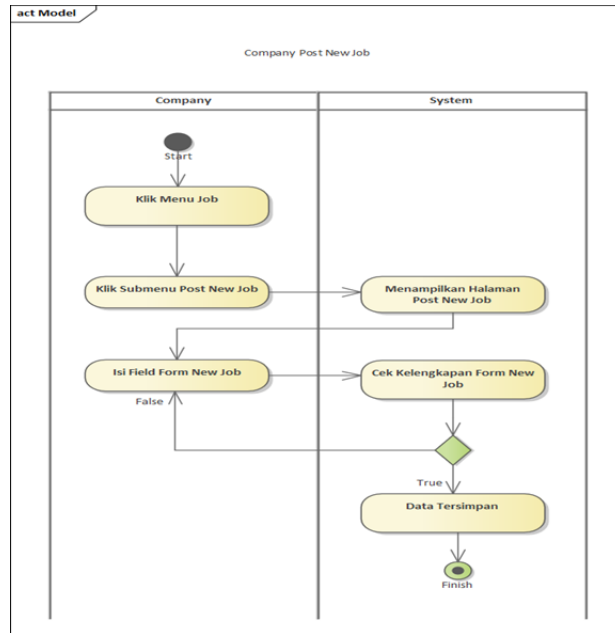 act Model
Company Post New Job
Company
System
Start
Klik Menu Job
Klik Submenu Post New Job
Menampilkan Halaman
Post New Job
Isi Field Form New Job
Cek Kelengkapan Form New
Job
False
True
Data Tersimpan
Finish